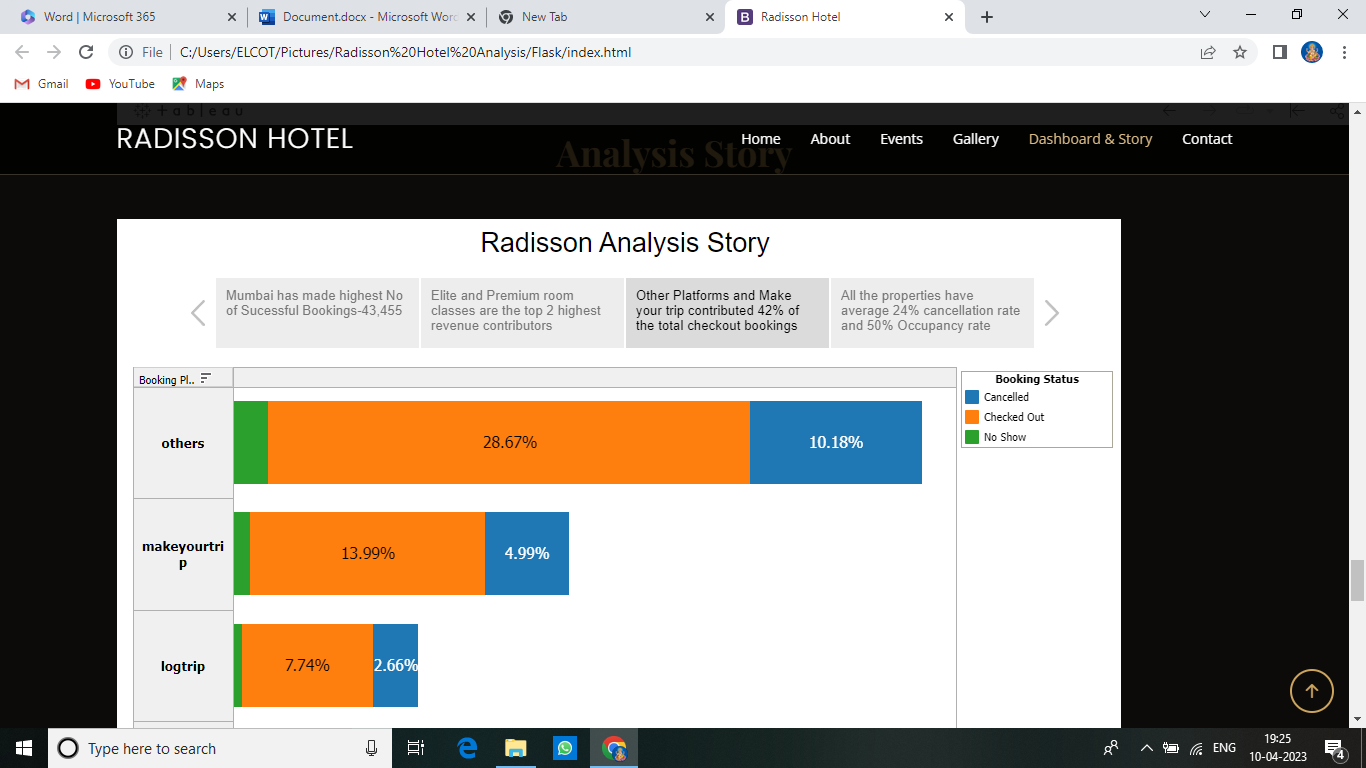 Word | Microsoft 365
Document.docx - Microsoft Word
New Tab
Radisson Hotel
File
C:/Users/ELCOT/Pictures/Radisson%20Hotel%20Analysis/Flask/index.html
Gmail
YouTube
Maps
+ a b | e a u
RADISSON HOTEL
Home
About
Events
Gallery
Dashboard & Story
Contact
Analysis Story
Radisson Analysis Story
Mumbai has made highest No
of Sucessful Bookings-43,455
Elite and Premium room
classes are the top 2 highest
revenue contributors
Other Platforms and Make
your trip contributed 42% of
the total checkout bookings
All the properties have
average 24% cancellation rate
and 50% Occupancy rate
Booking Pl..
Booking Status
Cancelled
Checked Out
No Show
others
28.67%
10.18%
makeyourtri
p
13.99%
4.99%
logtrip
7.74%
2.66%
Type here to search
ENG
19:25
10-04-2023
4